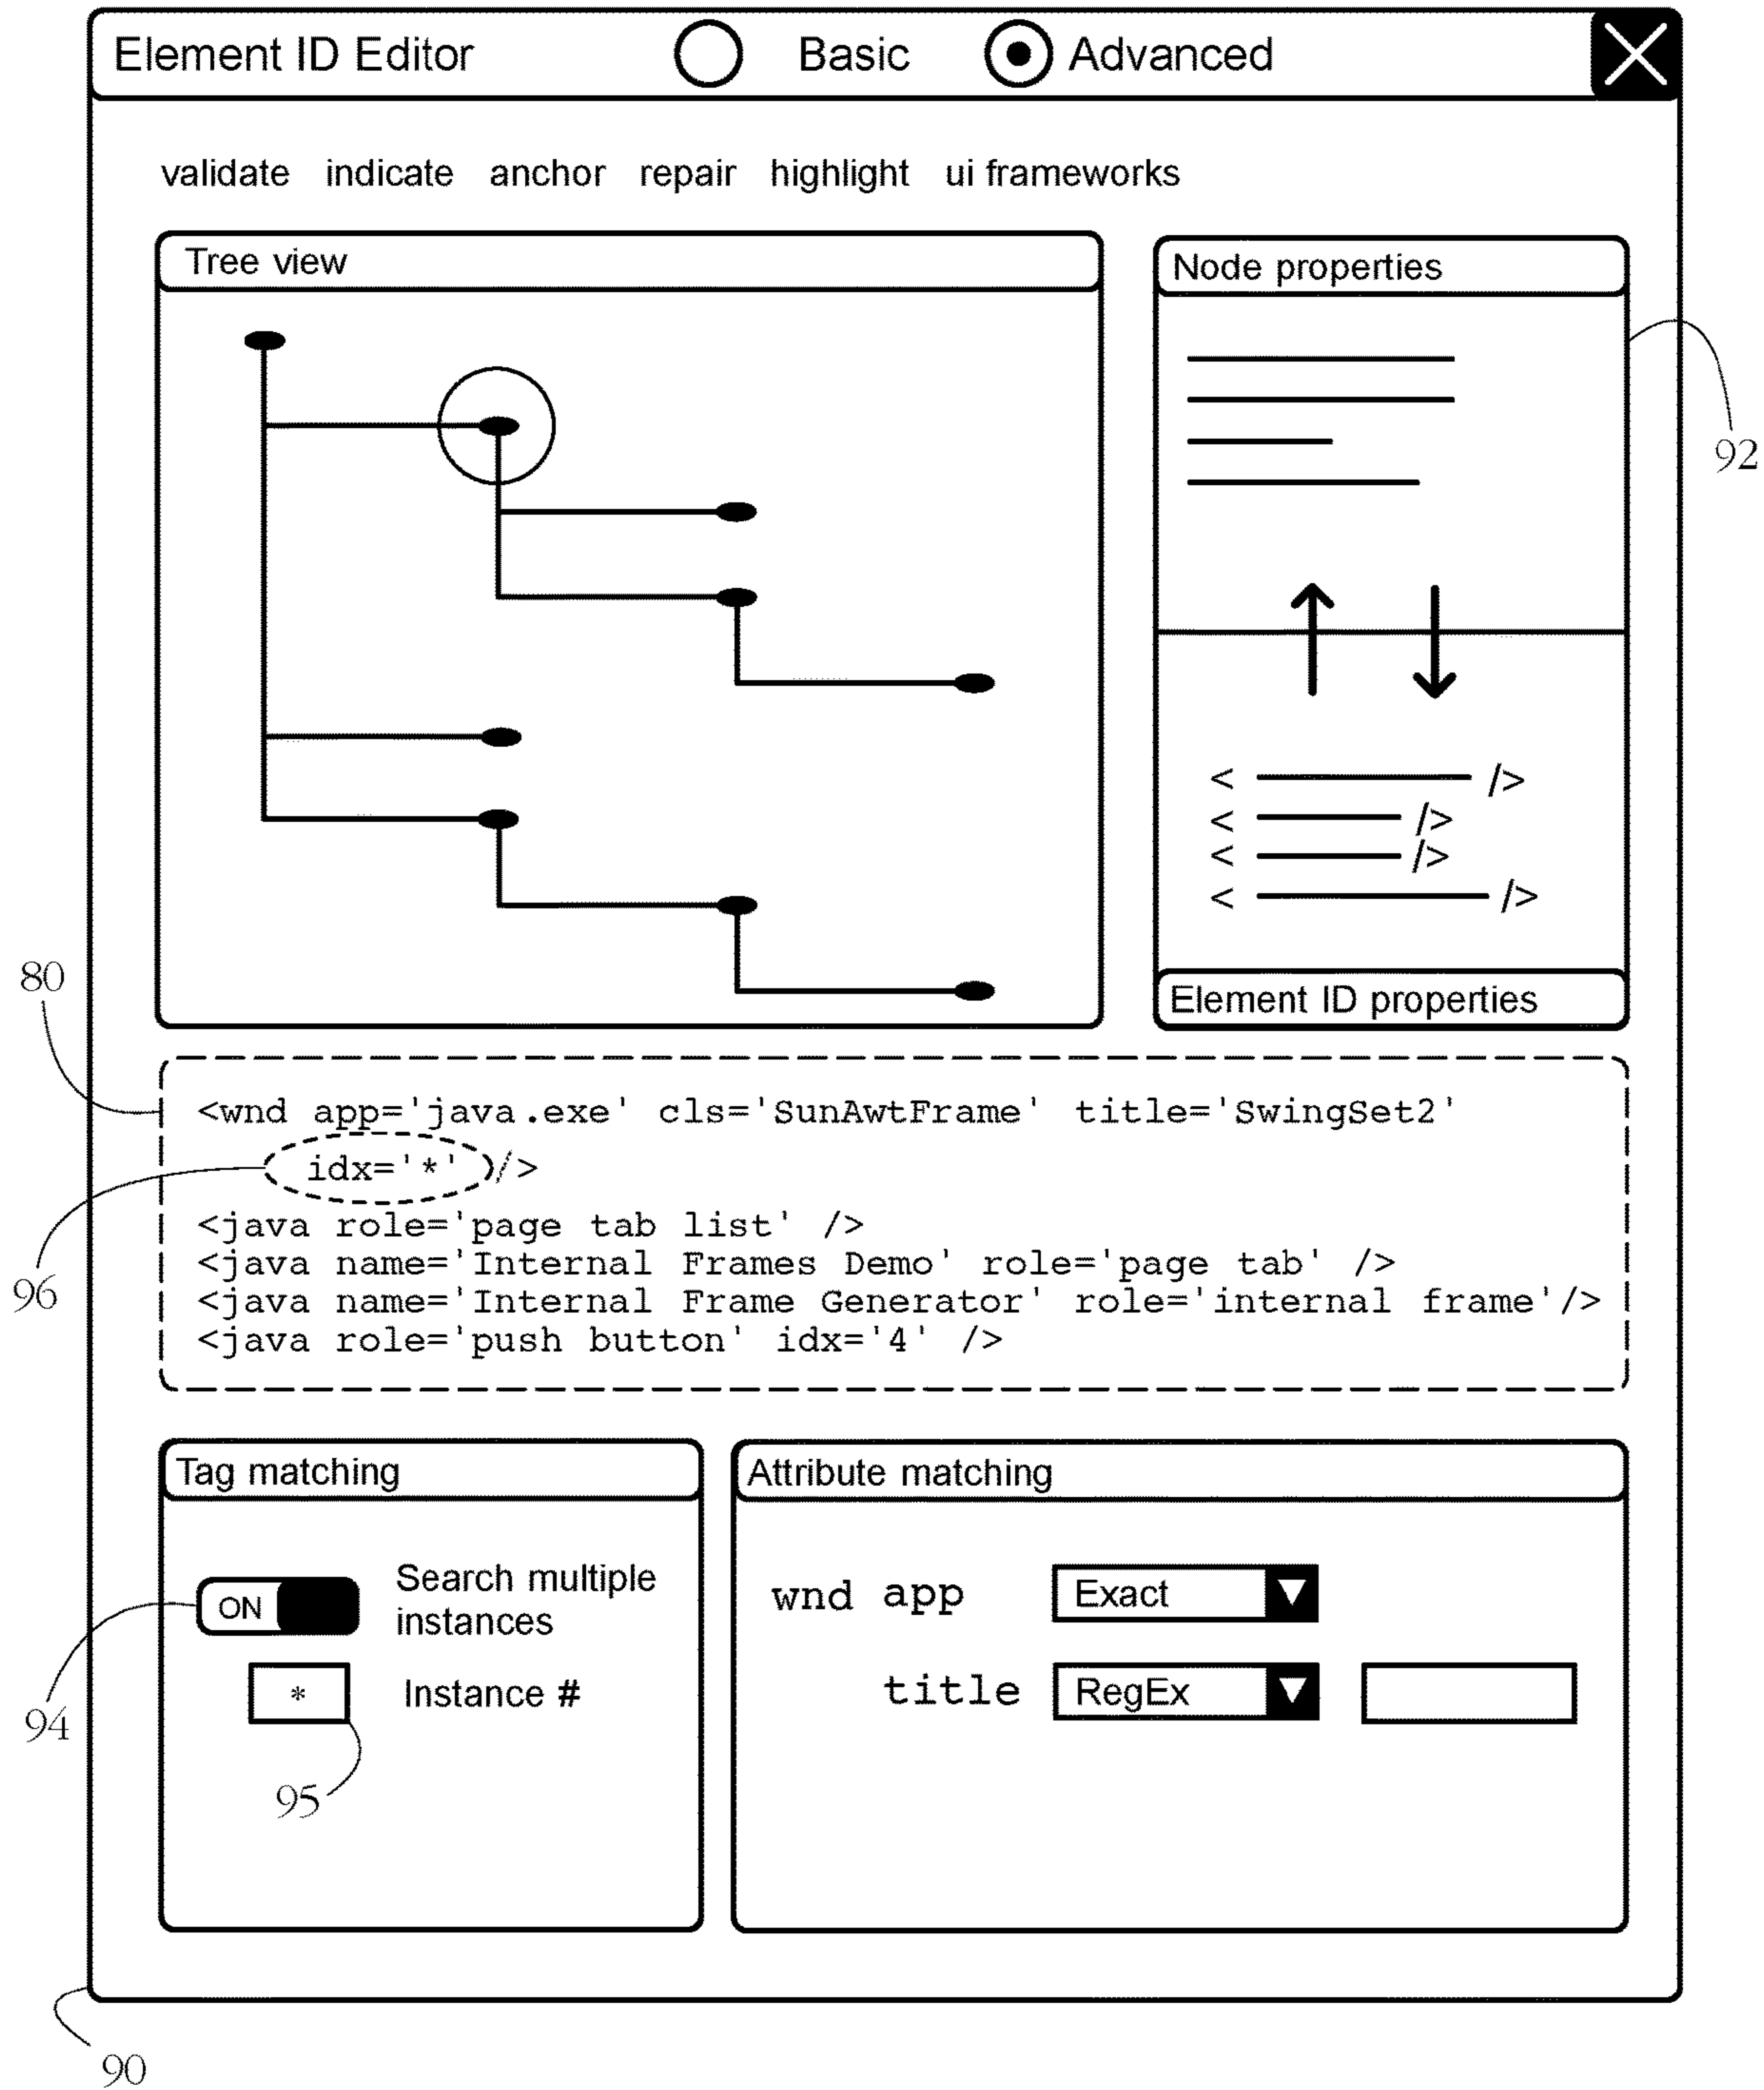 Element ID Editor Basic Advanced
validate indicate anchor repair highlight ui frameworks
Tree view
Node properties
92
< />
< />
< />
< />
Element ID properties
80
<wnd app='java.exe' cls='SunAwtFrame' title='SwingSet2'
idx='*' />
<java role='page tab list' />
<java name='Internal Frames Demo' role='page tab' />
<java name='Internal Frame Generator' role='internal frame'/>
<java role='push button' idx='4' />
96
Tag matching
ON Search multiple
instances
* Instance #
94
95
Attribute matching
wnd app Exact
title RegEx
90